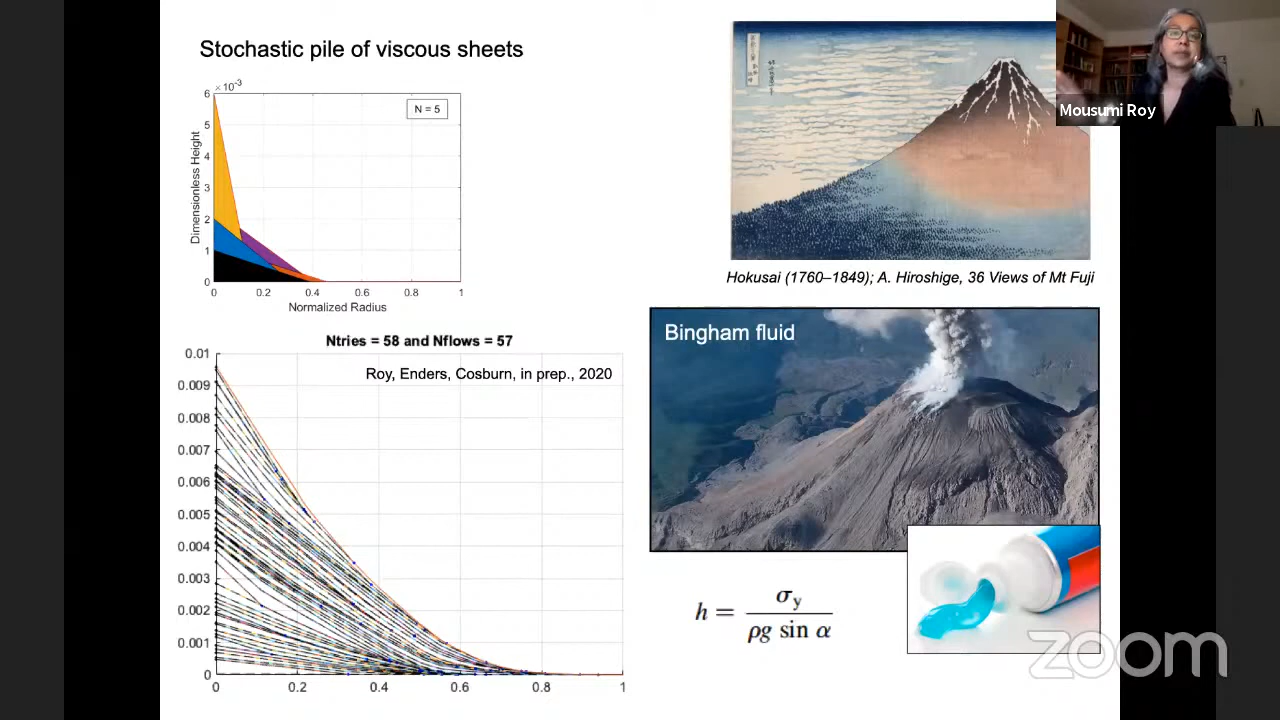 Stochastic pile of viscous sheets
× 10⁻³
N = 5
6
5
4
3
2
1
0
Dimensionless Height
0 0.2 0.4 0.6 0.8 1
Normalized Radius
Ntries = 58 and Nflows = 57
Roy, Enders, Cosburn, in prep., 2020
0.01
0.009
0.008
0.007
0.006
0.005
0.004
0.003
0.002
0.001
0
0 0.2 0.4 0.6 0.8 1
Mousumi Roy
Hokusai (1760–1849); A. Hiroshige, 36 Views of Mt Fuji
Bingham fluid
h = σy / ρg sin α
zoom